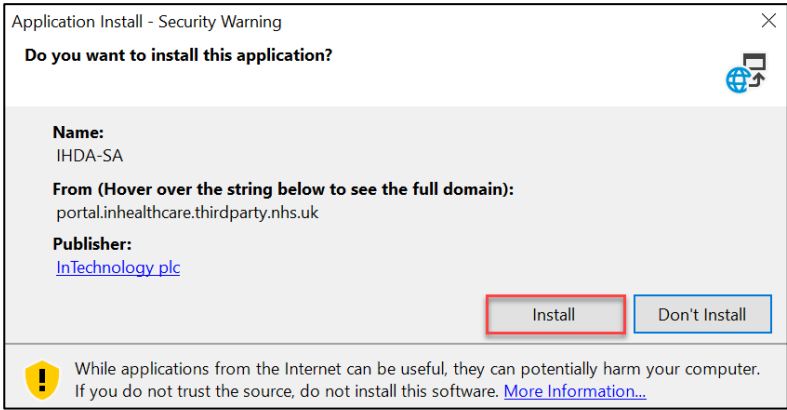 Application Install - Security Warning
Do you want to install this application?
Name:
IHDA-SA
From (Hover over the string below to see the full domain):
portal.inhealthcare.thirdparty.nhs.uk
Publisher:
InTechnology plc
Install
Don't Install
While applications from the Internet can be useful, they can potentially harm your computer.
If you do not trust the source, do not install this software. More Information...